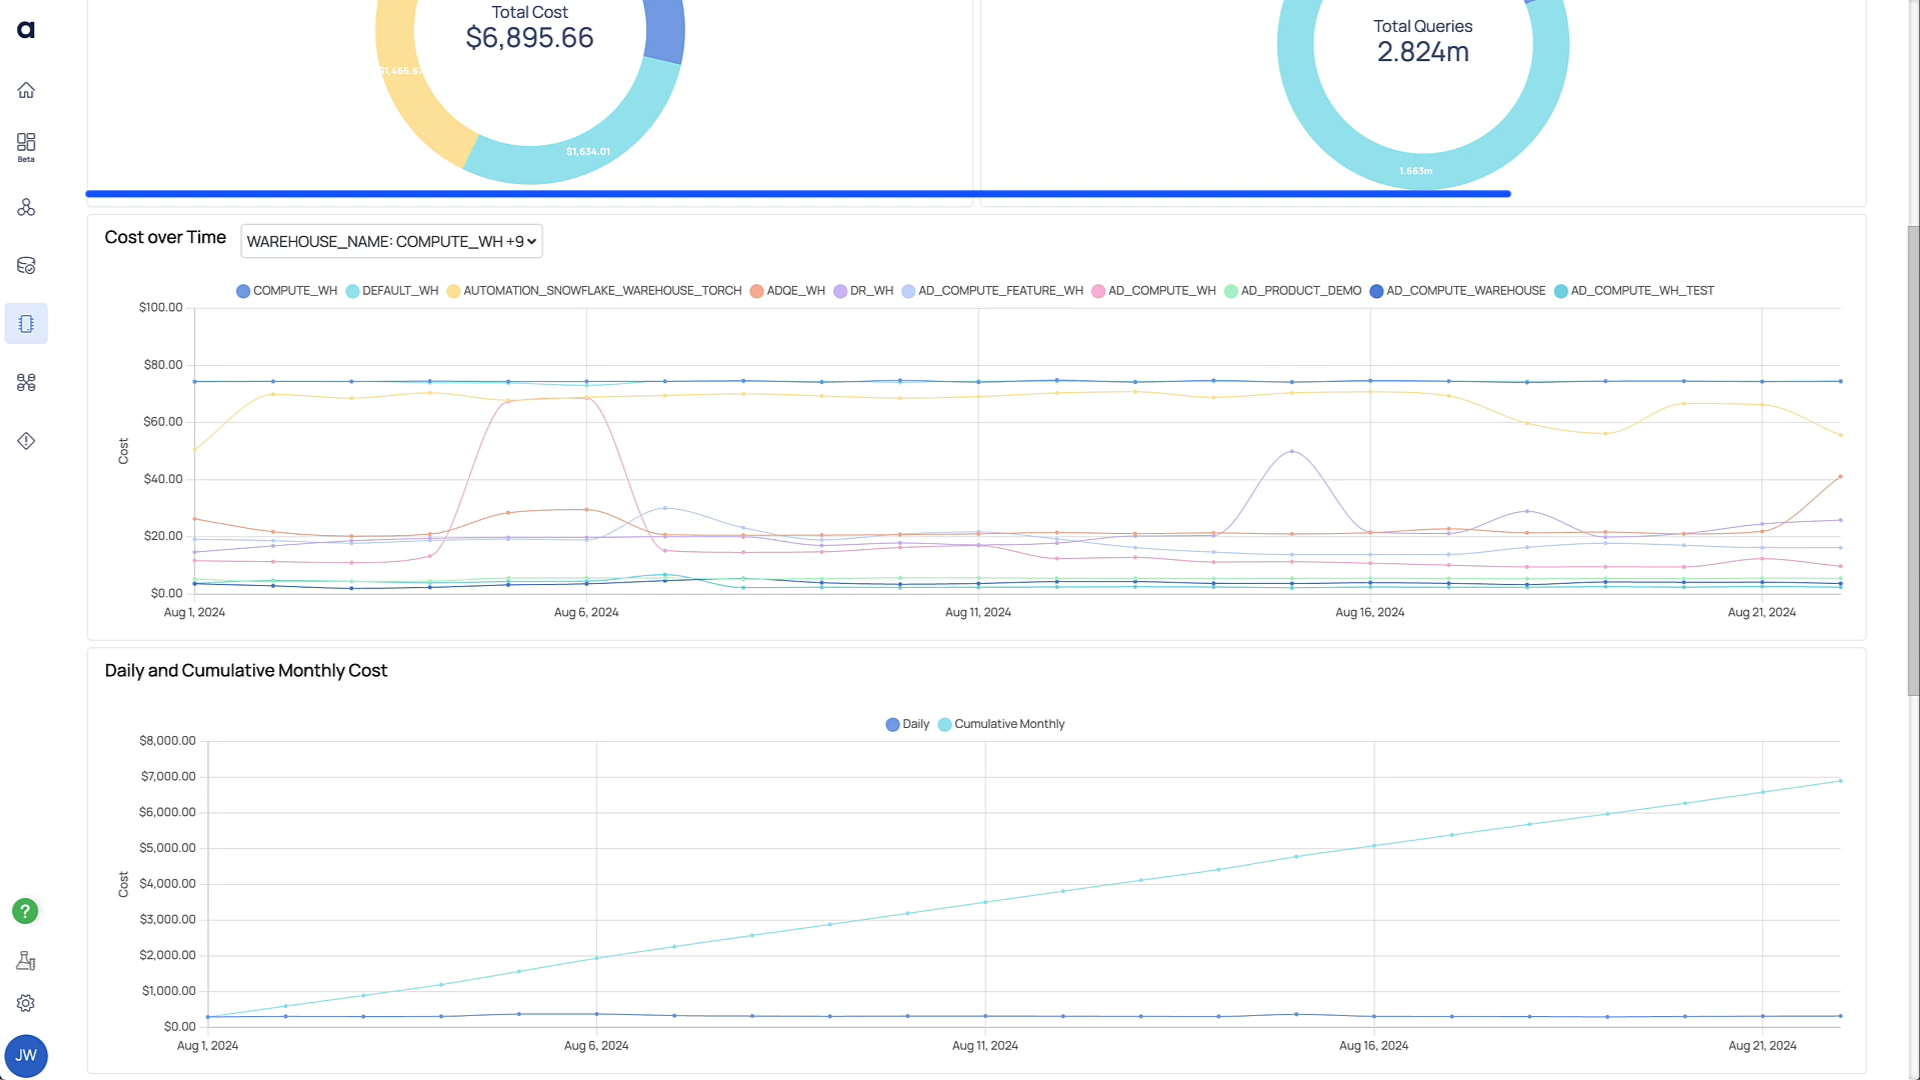 a
Total Cost
$6,895.66
Total Queries
2.824m
$1,466.67
$1,634.01
1.663m
Beta
Cost over Time
WAREHOUSE_NAME: COMPUTE_WH +9
COMPUTE_WH DEFAULT_WH AUTOMATION_SNOWFLAKE_WAREHOUSE_TORCH ADQE_WH DR_WH AD_COMPUTE_FEATURE_WH AD_COMPUTE_WH AD_PRODUCT_DEMO AD_COMPUTE_WAREHOUSE AD_COMPUTE_WH_TEST
$100.00
$80.00
$60.00
$40.00
$20.00
$0.00
Cost
Aug 1, 2024 Aug 6, 2024 Aug 11, 2024 Aug 16, 2024 Aug 21, 2024
Daily and Cumulative Monthly Cost
Daily Cumulative Monthly
$8,000.00
$7,000.00
$6,000.00
$5,000.00
$4,000.00
$3,000.00
$2,000.00
$1,000.00
$0.00
Cost
Aug 1, 2024 Aug 6, 2024 Aug 11, 2024 Aug 16, 2024 Aug 21, 2024
?
JW